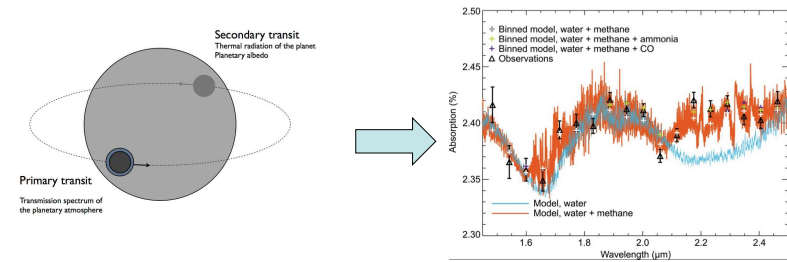 Secondary transit
Thermal radiation of the planet
Planetary albedo
Primary transit
Transmission spectrum of
the planetary atmosphere
2.50
2.45
2.40
2.35
2.30
Absorption (%)
Binned model, water + methane
Binned model, water + methane + ammonia
Binned model, water + methane + CO
Observations
Model, water
Model, water + methane
1.6 1.8 2.0 2.2 2.4
Wavelength (µm)